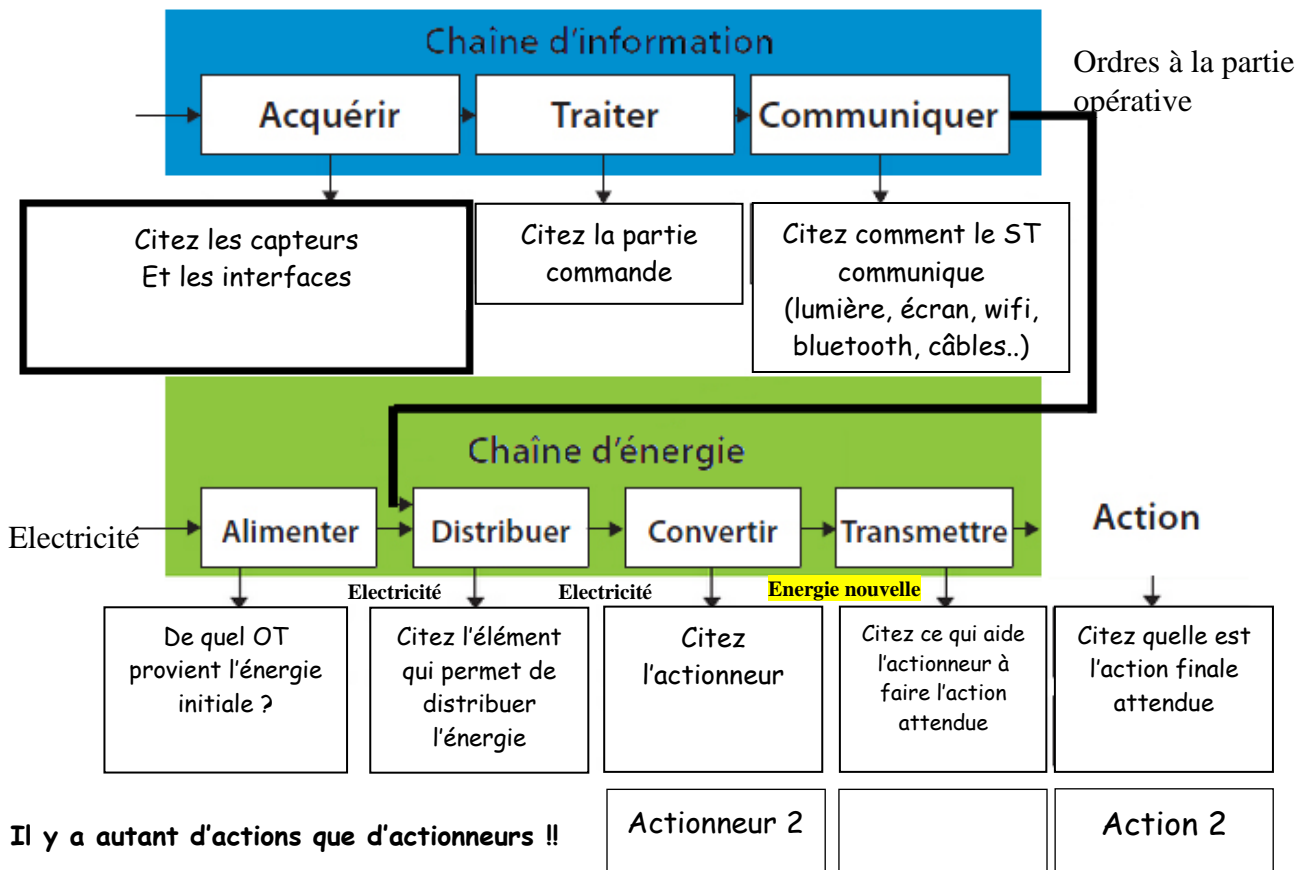 Chaîne d'information
Ordres à la partie
opérative
Acquérir
Traiter
Communiquer
Citez les capteurs
Et les interfaces
Citez la partie
commande
Citez comment le ST
communique
(lumière, écran, wifi,
bluetooth, câbles..)
Chaîne d'énergie
Electricité
Alimenter
Distribuer
Convertir
Transmettre
Action
Electricité
Electricité
Energie nouvelle
De quel OT
provient l'énergie
initiale ?
Citez l'élément
qui permet de
distribuer
l'énergie
Citez
l'actionneur
Citez ce qui aide
l'actionneur à
faire l'action
attendue
Citez quelle est
l'action finale
attendue
Il y a autant d'actions que d'actionneurs !!
Actionneur 2
Action 2